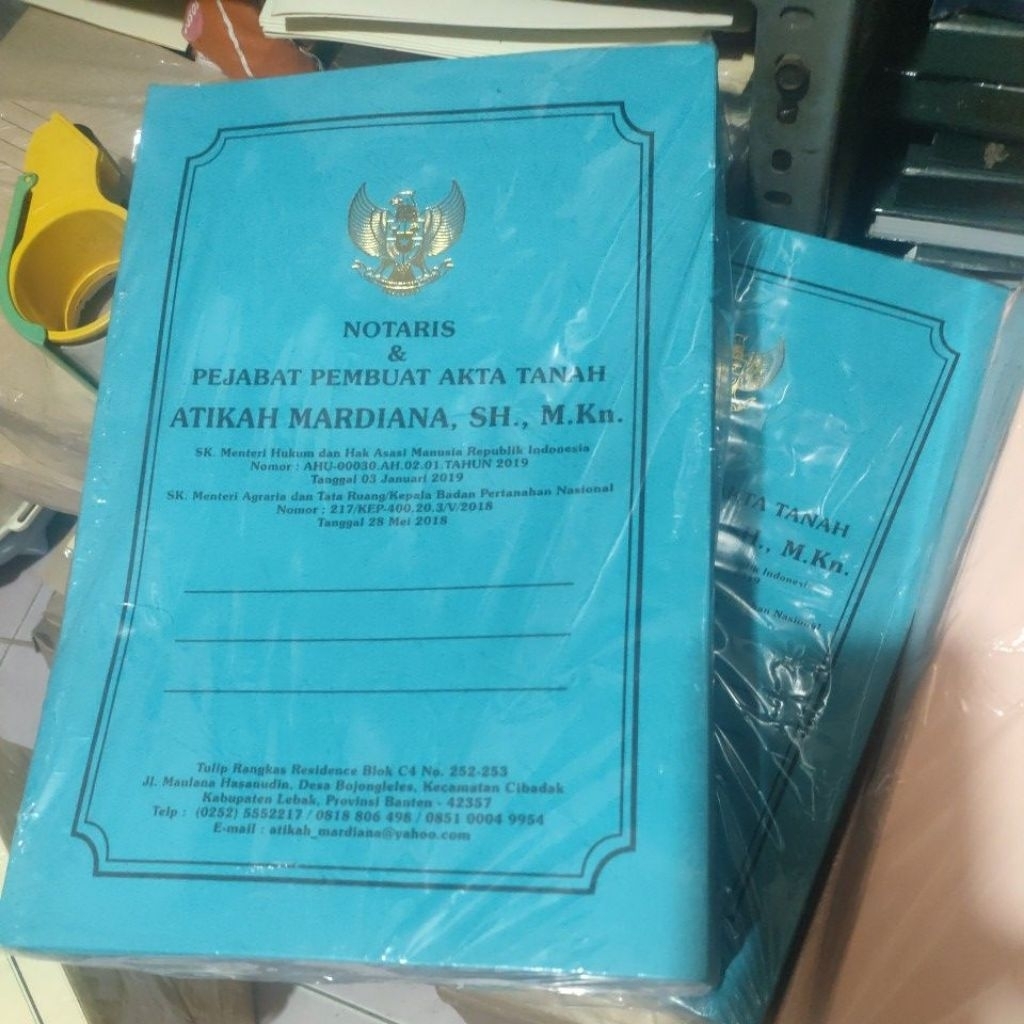 NOTARIS
&
PEJABAT PEMBUAT AKTA TANAH
ATIKAH MARDIANA, SH., M.Kn.
SK. Menteri Hukum dan Hak Asasi Manusia Republik Indonesia
Nomor : AHU-00030.AH.02.01.TAHUN 2019
Tanggal 03 Januari 2019
SK. Menteri Agraria dan Tata Ruang/Kepala Badan Pertanahan Nasional
Nomor : 217/KEP-400.20.3/V/2018
Tanggal 28 Mei 2018
Tulip Rangkas Residence Blok C4 No. 252-253
Jl. Maulana Hasanudin, Desa Bojongleles, Kecamatan Cibadak
Kabupaten Lebak, Provinsi Banten - 42357
Telp : (0252) 5552217 / 0818 806 498 / 0851 0004 9954
E-mail : atikah_mardiana@yahoo.com
TANAH
M.Kn.
Nasional